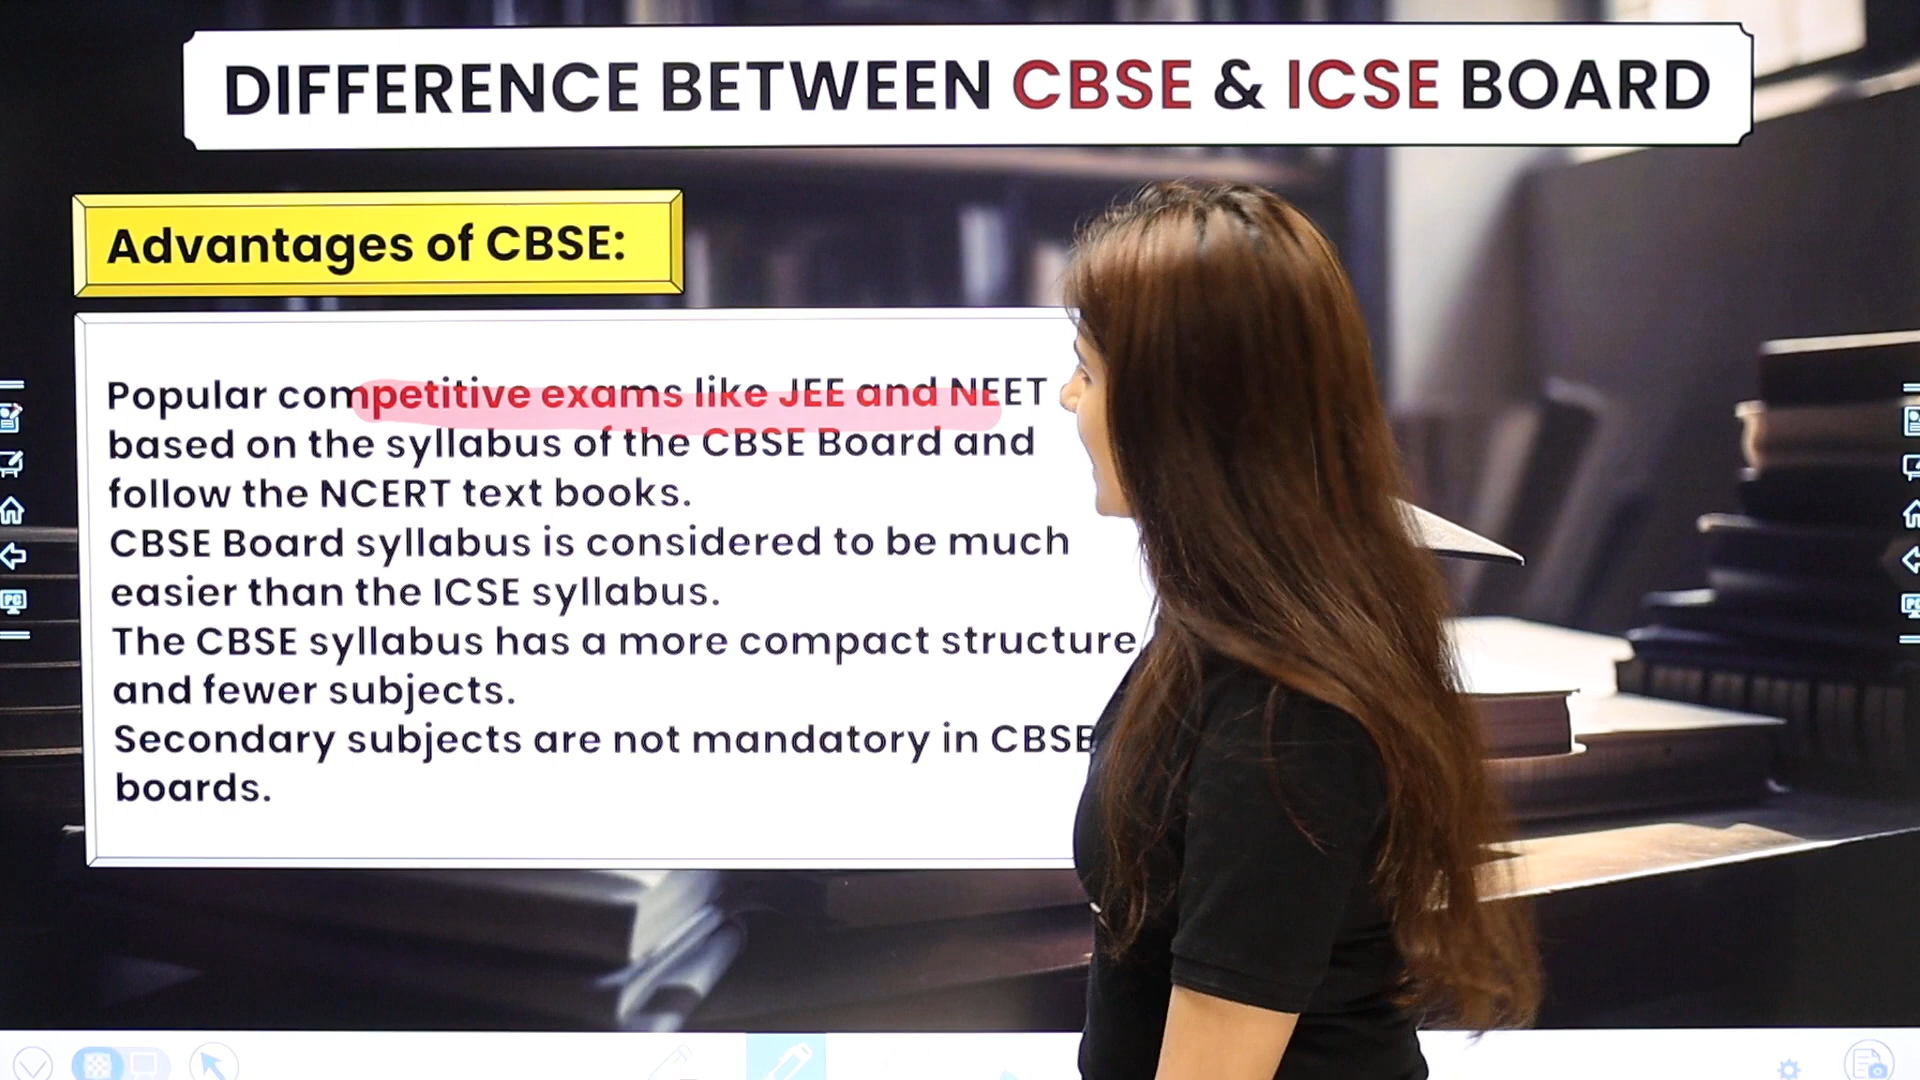 DIFFERENCE BETWEEN CBSE & ICSE BOARD
Advantages of CBSE:
Popular competitive exams like JEE and NEET
based on the syllabus of the CBSE Board and
follow the NCERT text books.
CBSE Board syllabus is considered to be much
easier than the ICSE syllabus.
The CBSE syllabus has a more compact structure
and fewer subjects.
Secondary subjects are not mandatory in CBSE
boards.
PC